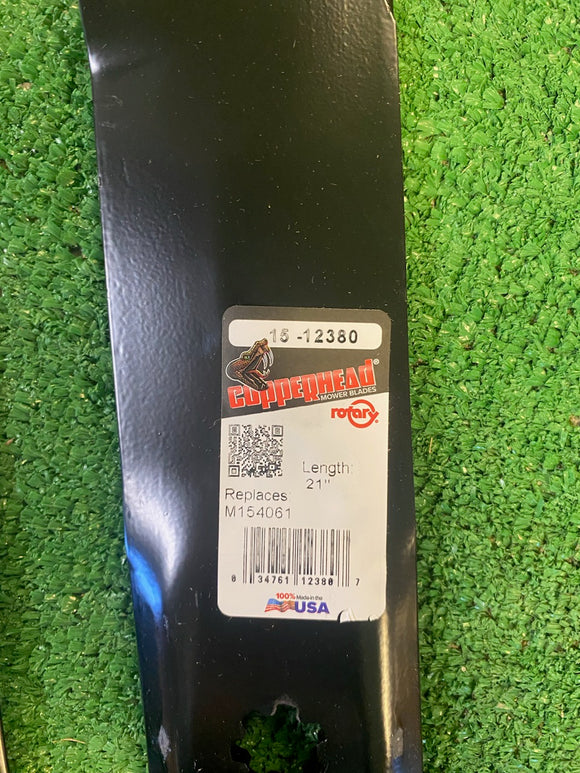 15 -12380
COPPERHEAD®
MOWER BLADES
rotary®
Length:
21"
Replaces:
M154061
0 34761 12380 7
100% Made in the
USA